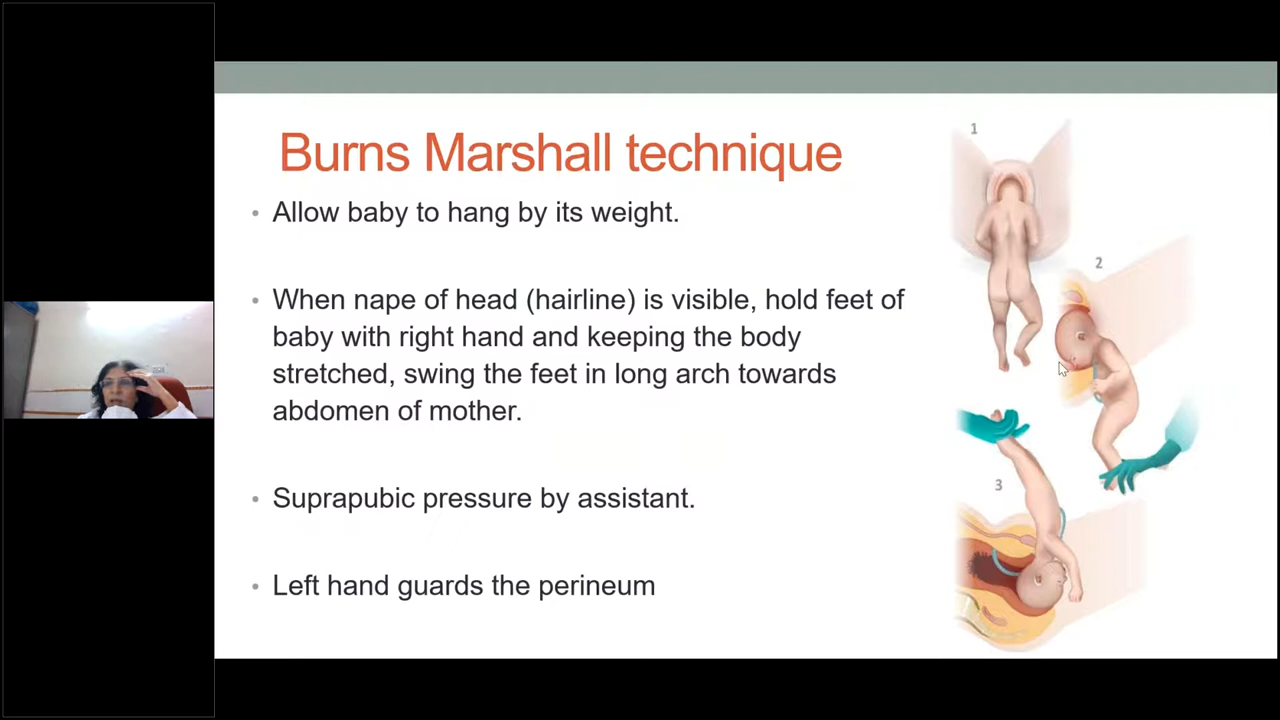 Burns Marshall technique
• Allow baby to hang by its weight.
• When nape of head (hairline) is visible, hold feet of
baby with right hand and keeping the body
stretched, swing the feet in long arch towards
abdomen of mother.
• Suprapubic pressure by assistant.
• Left hand guards the perineum
1
2
3